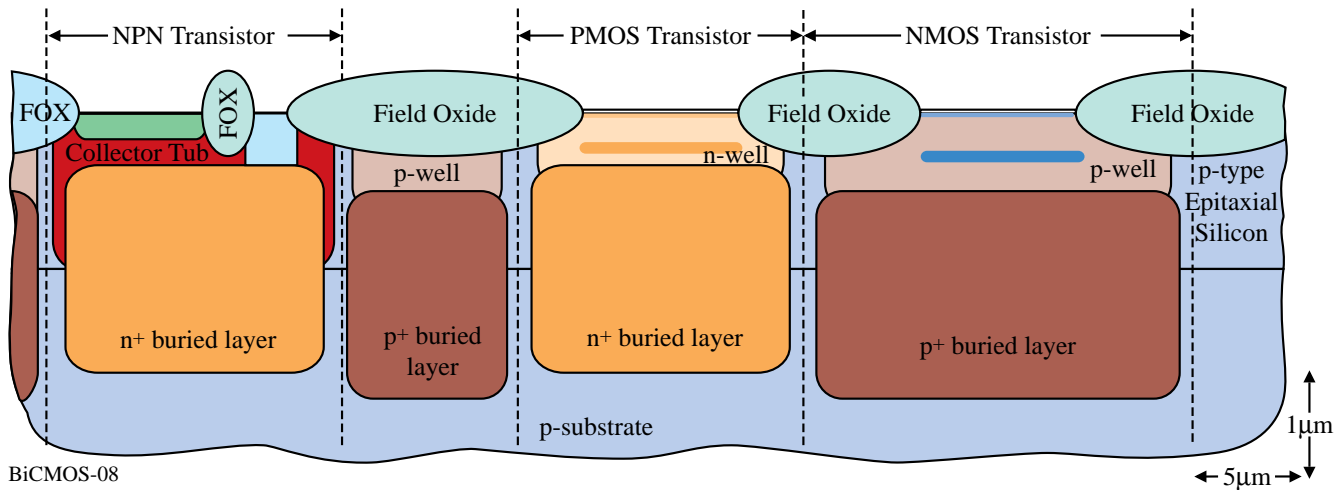 NPN Transistor
PMOS Transistor
NMOS Transistor
FOX
FOX
Field Oxide
Field Oxide
Field Oxide
Collector Tub
p-well
n-well
p-well
p-type
Epitaxial
Silicon
n+ buried layer
p+ buried
layer
n+ buried layer
p+ buried layer
p-substrate
1μm
5μm
BiCMOS-08